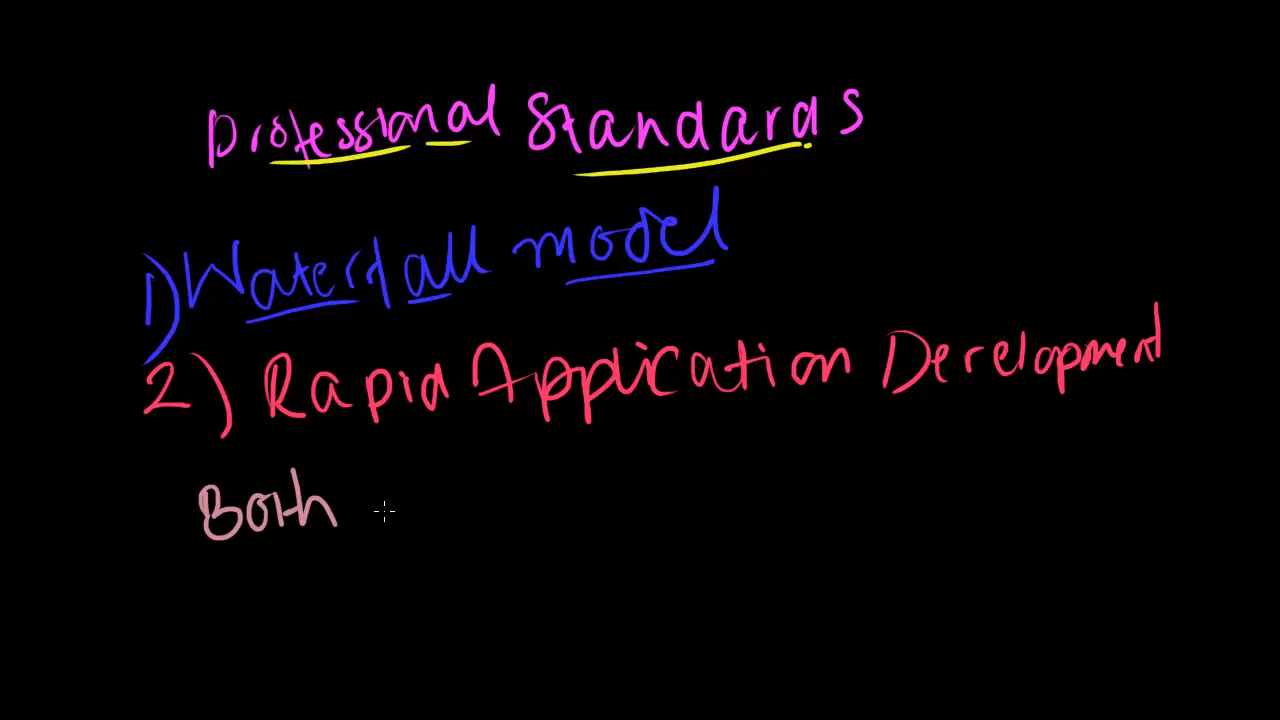 Professional Standards
1) Waterfall model
2) Rapid Application Development
Both